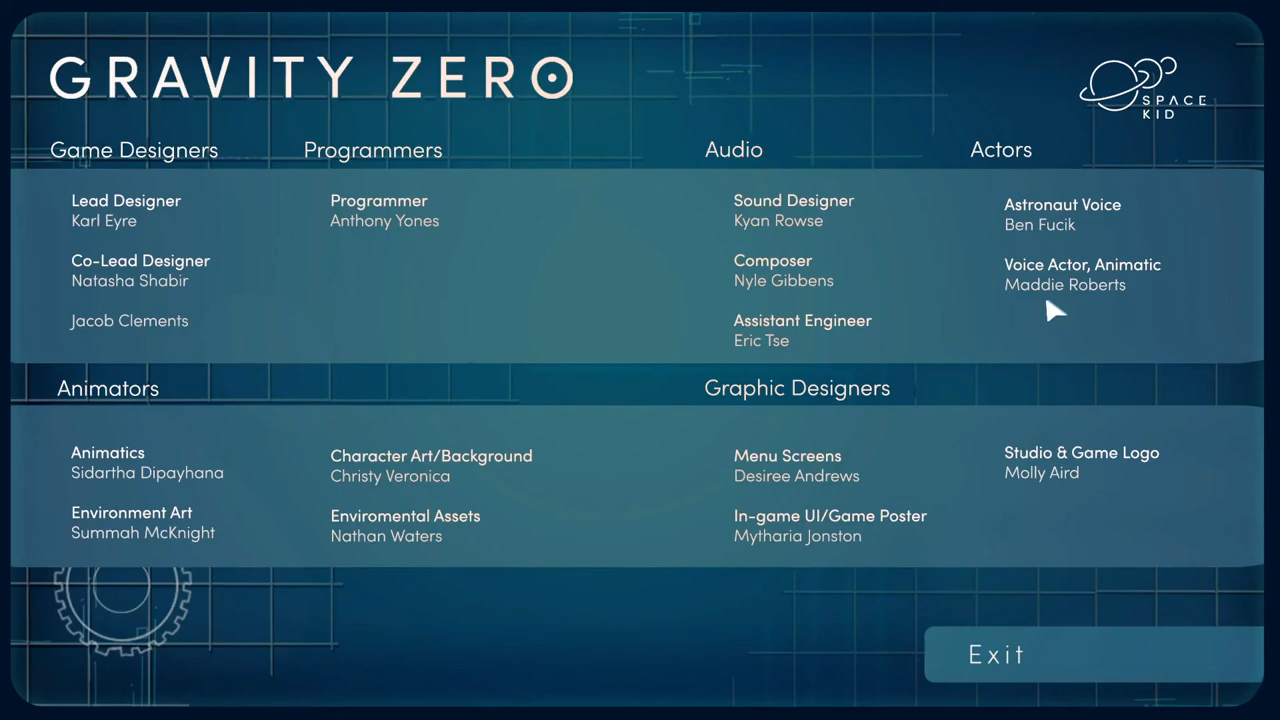 GRAVITY ZERO
SPACE
KID
Game Designers
Lead Designer
Karl Eyre
Co-Lead Designer
Natasha Shabir
Jacob Clements
Programmers
Programmer
Anthony Yones
Audio
Sound Designer
Kyan Rowse
Composer
Nyle Gibbens
Assistant Engineer
Eric Tse
Actors
Astronaut Voice
Ben Fucik
Voice Actor, Animatic
Maddie Roberts
Animators
Animatics
Sidartha Dipayhana
Environment Art
Summah McKnight
Character Art/Background
Christy Veronica
Enviromental Assets
Nathan Waters
Graphic Designers
Menu Screens
Desiree Andrews
In-game UI/Game Poster
Mytharia Jonston
Studio & Game Logo
Molly Aird
Exit